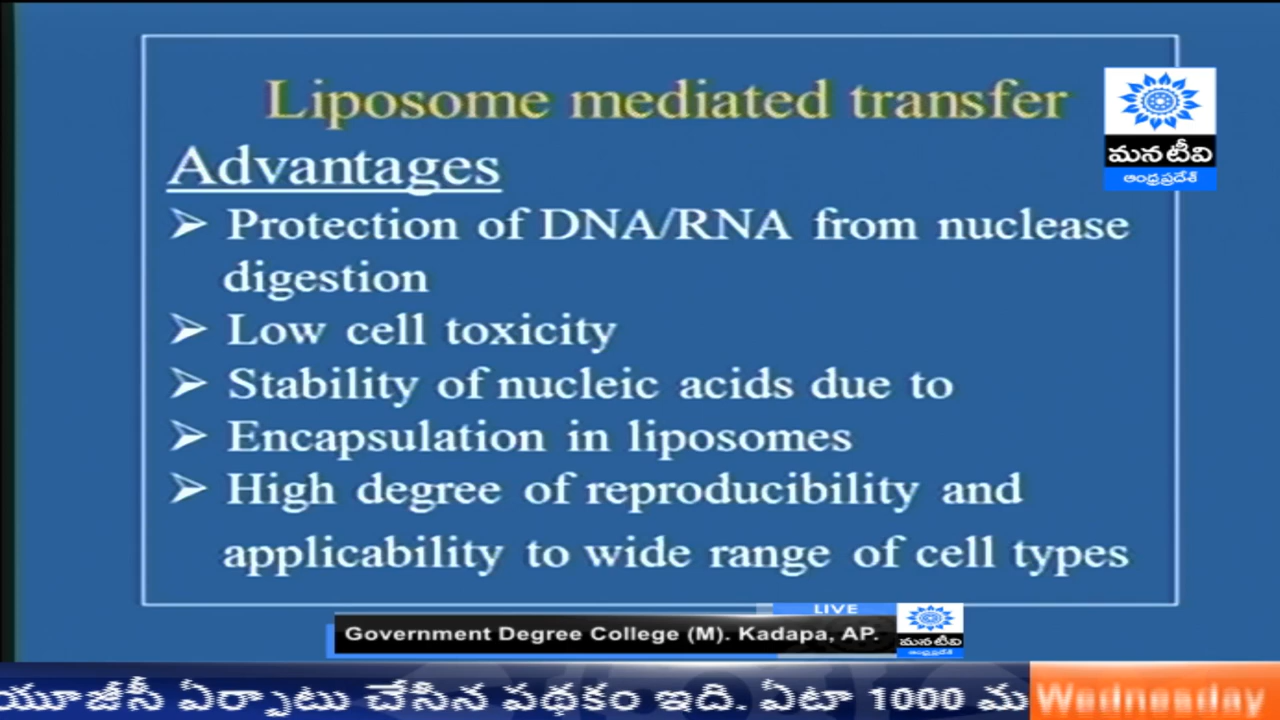 Liposome mediated transfer
మన టీవి
ఆంధ్రప్రదేశ్
Advantages
➢ Protection of DNA/RNA from nuclease
digestion
➢ Low cell toxicity
➢ Stability of nucleic acids due to
➢ Encapsulation in liposomes
➢ High degree of reproducibility and
applicability to wide range of cell types
LIVE
Government Degree College (M). Kadapa, AP.
మన టీవి
ఆంధ్రప్రదేశ్
యూజీసీ ఏర్పాటు చేసిన పథకం ఇది. ఏటా 1000 మ
Wednesday